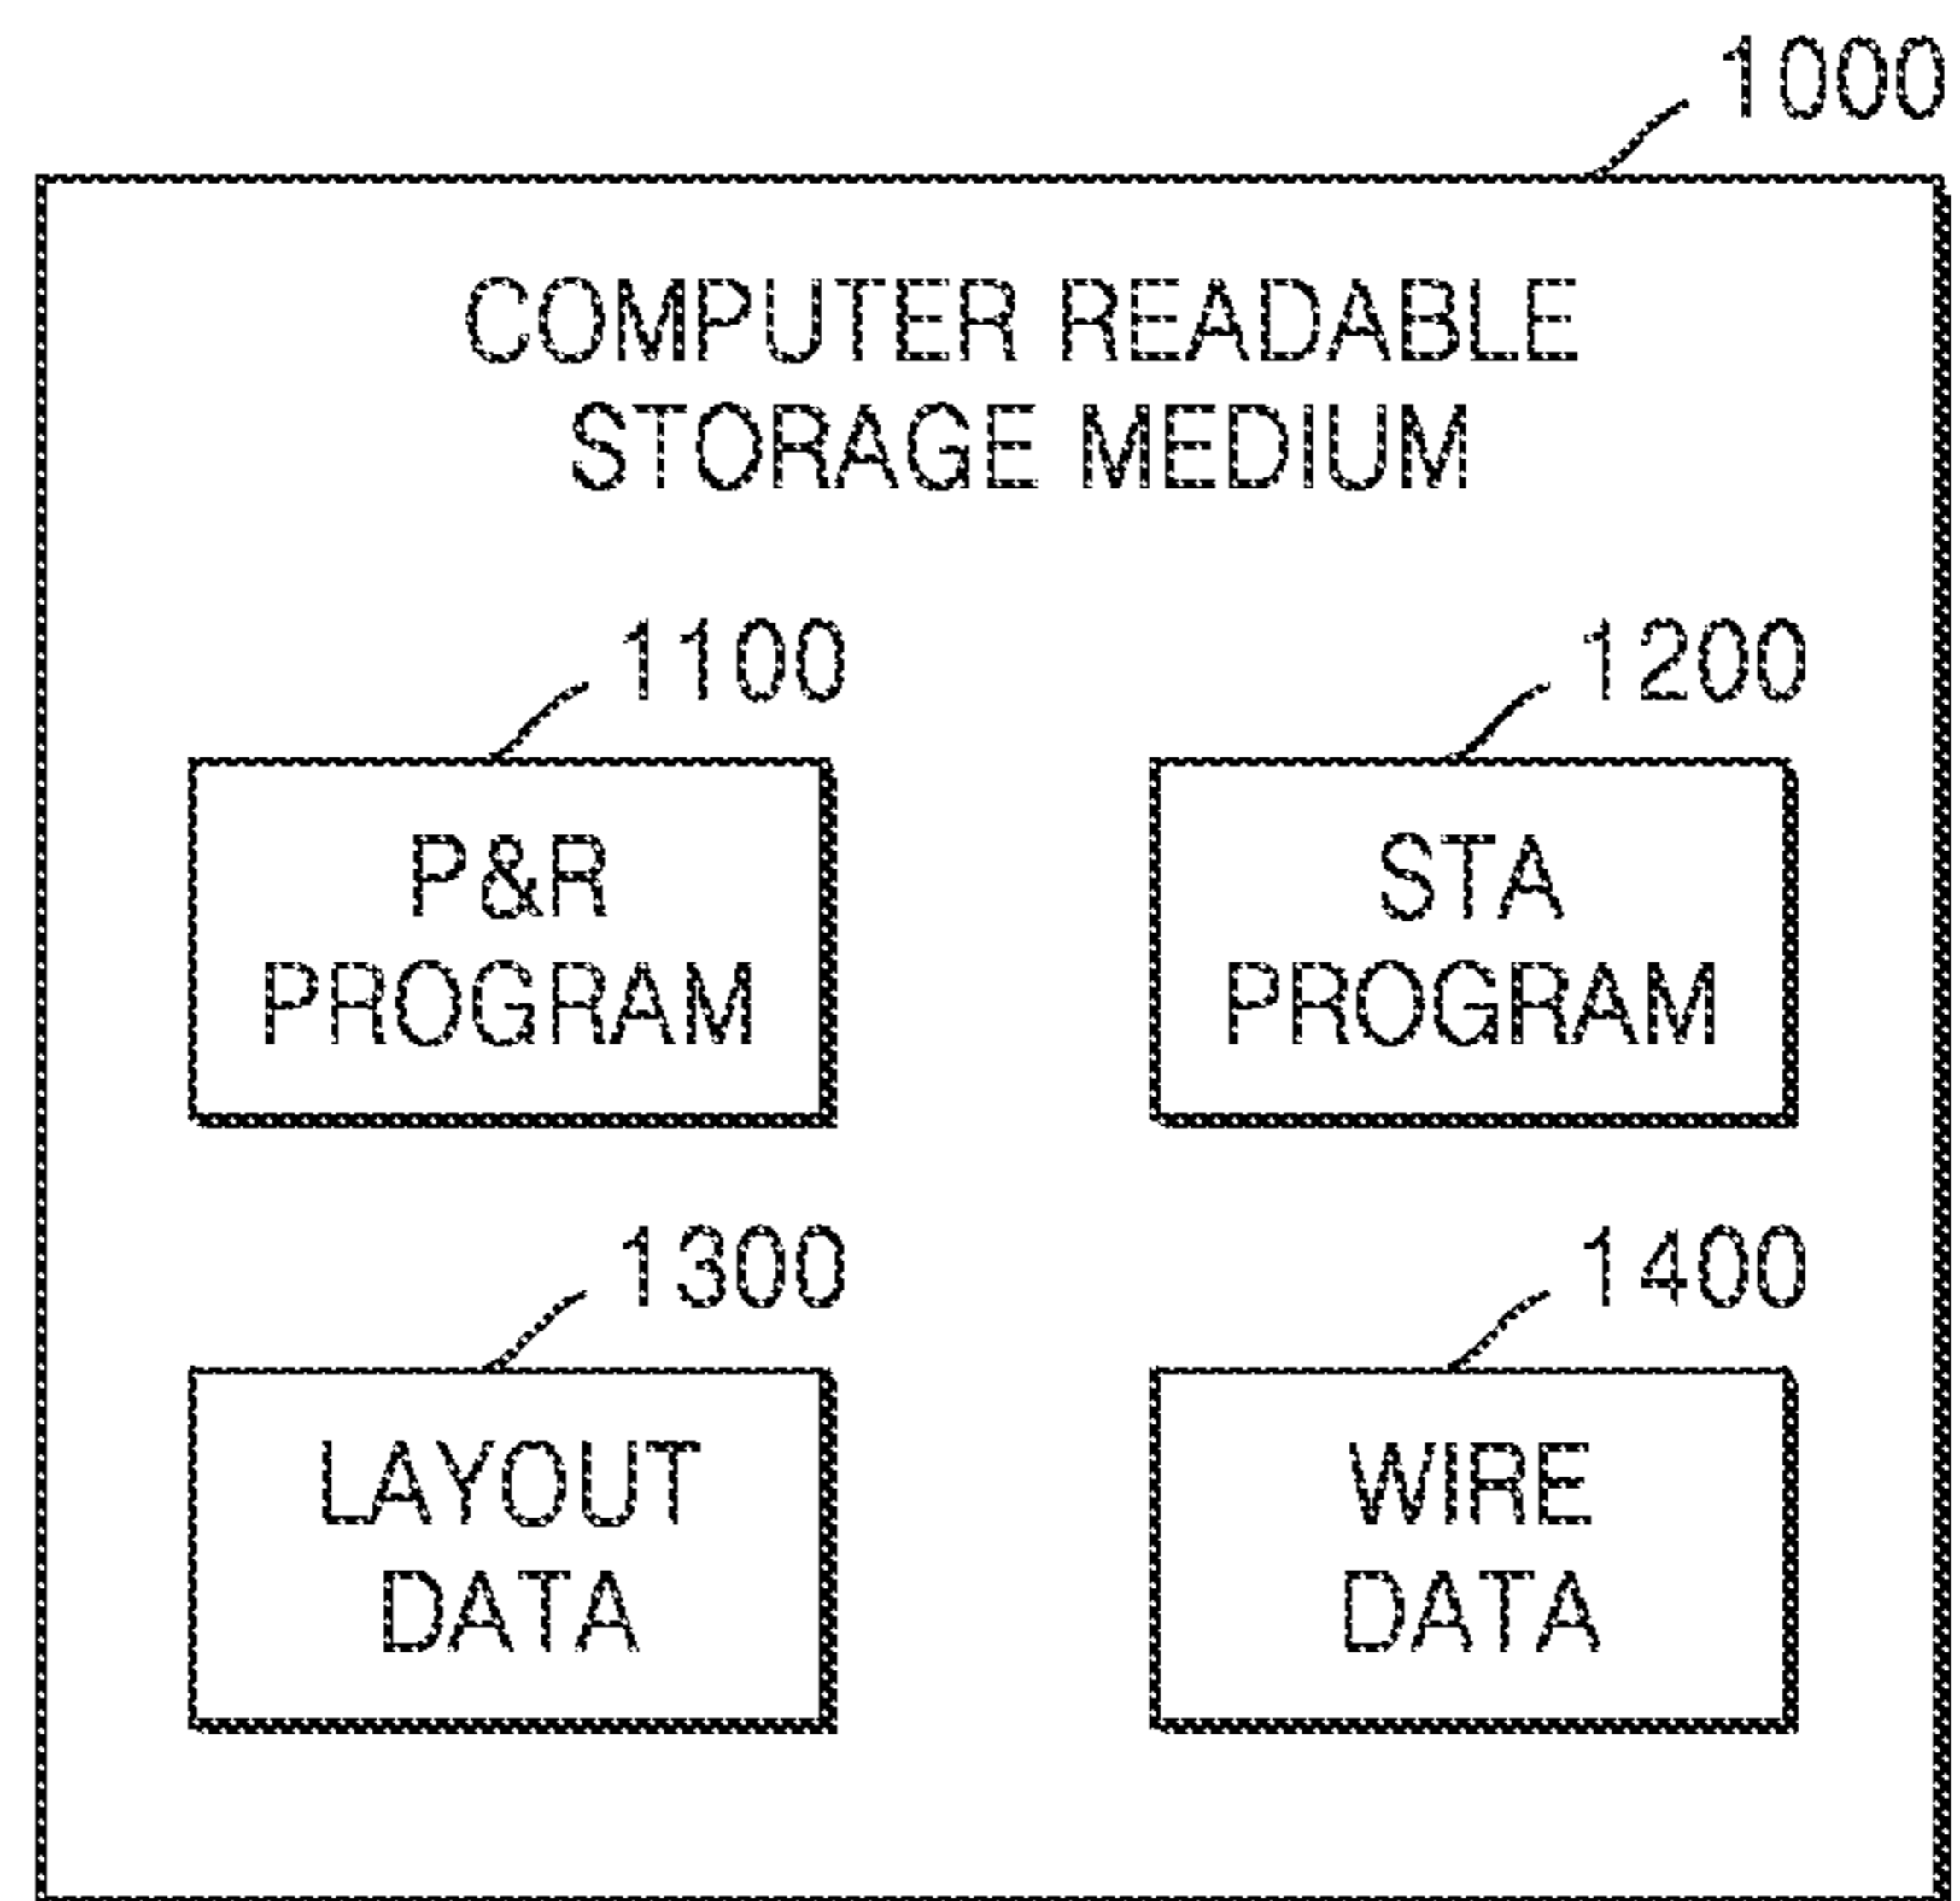 1000
COMPUTER READABLE
STORAGE MEDIUM
1100
P&R
PROGRAM
1200
STA
PROGRAM
1300
LAYOUT
DATA
1400
WIRE
DATA